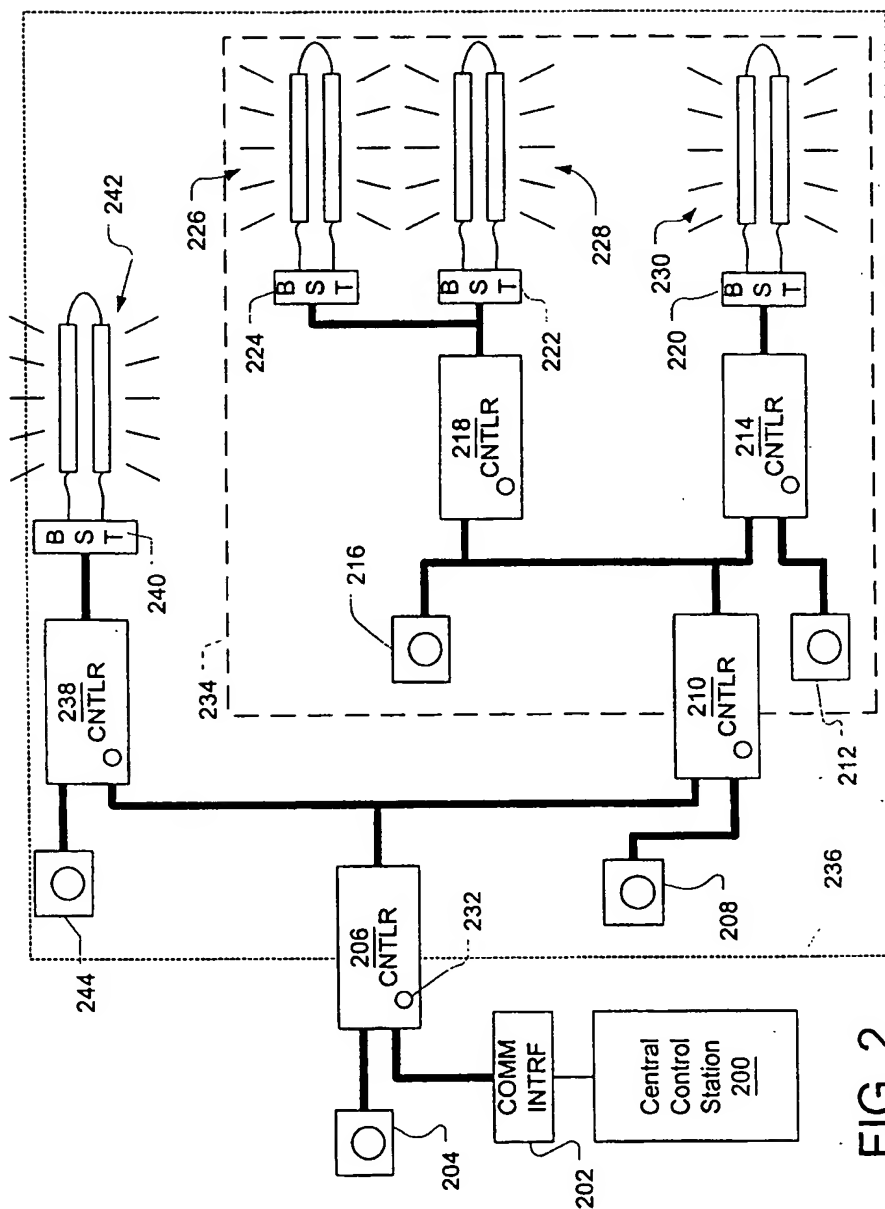 242
226
228
230
B
S
T
224
B
S
T
222
B
S
T
220
B
S
T
240
218
CNTLR
214
CNTLR
216
234
238
CNTLR
210
CNTLR
212
244
208
236
206
CNTLR
232
204
COMM
INTRF
202
Central
Control
Station
200
FIG. 2